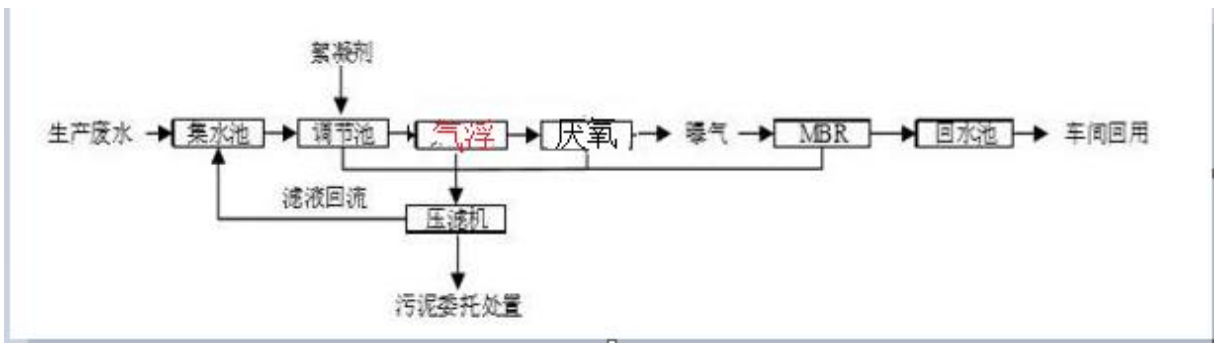 絮凝剂
生产废水
集水池
调节池
气浮
厌氧
曝气
MBR
回水池
车间回用
滤液回流
压滤机
污泥委托处置